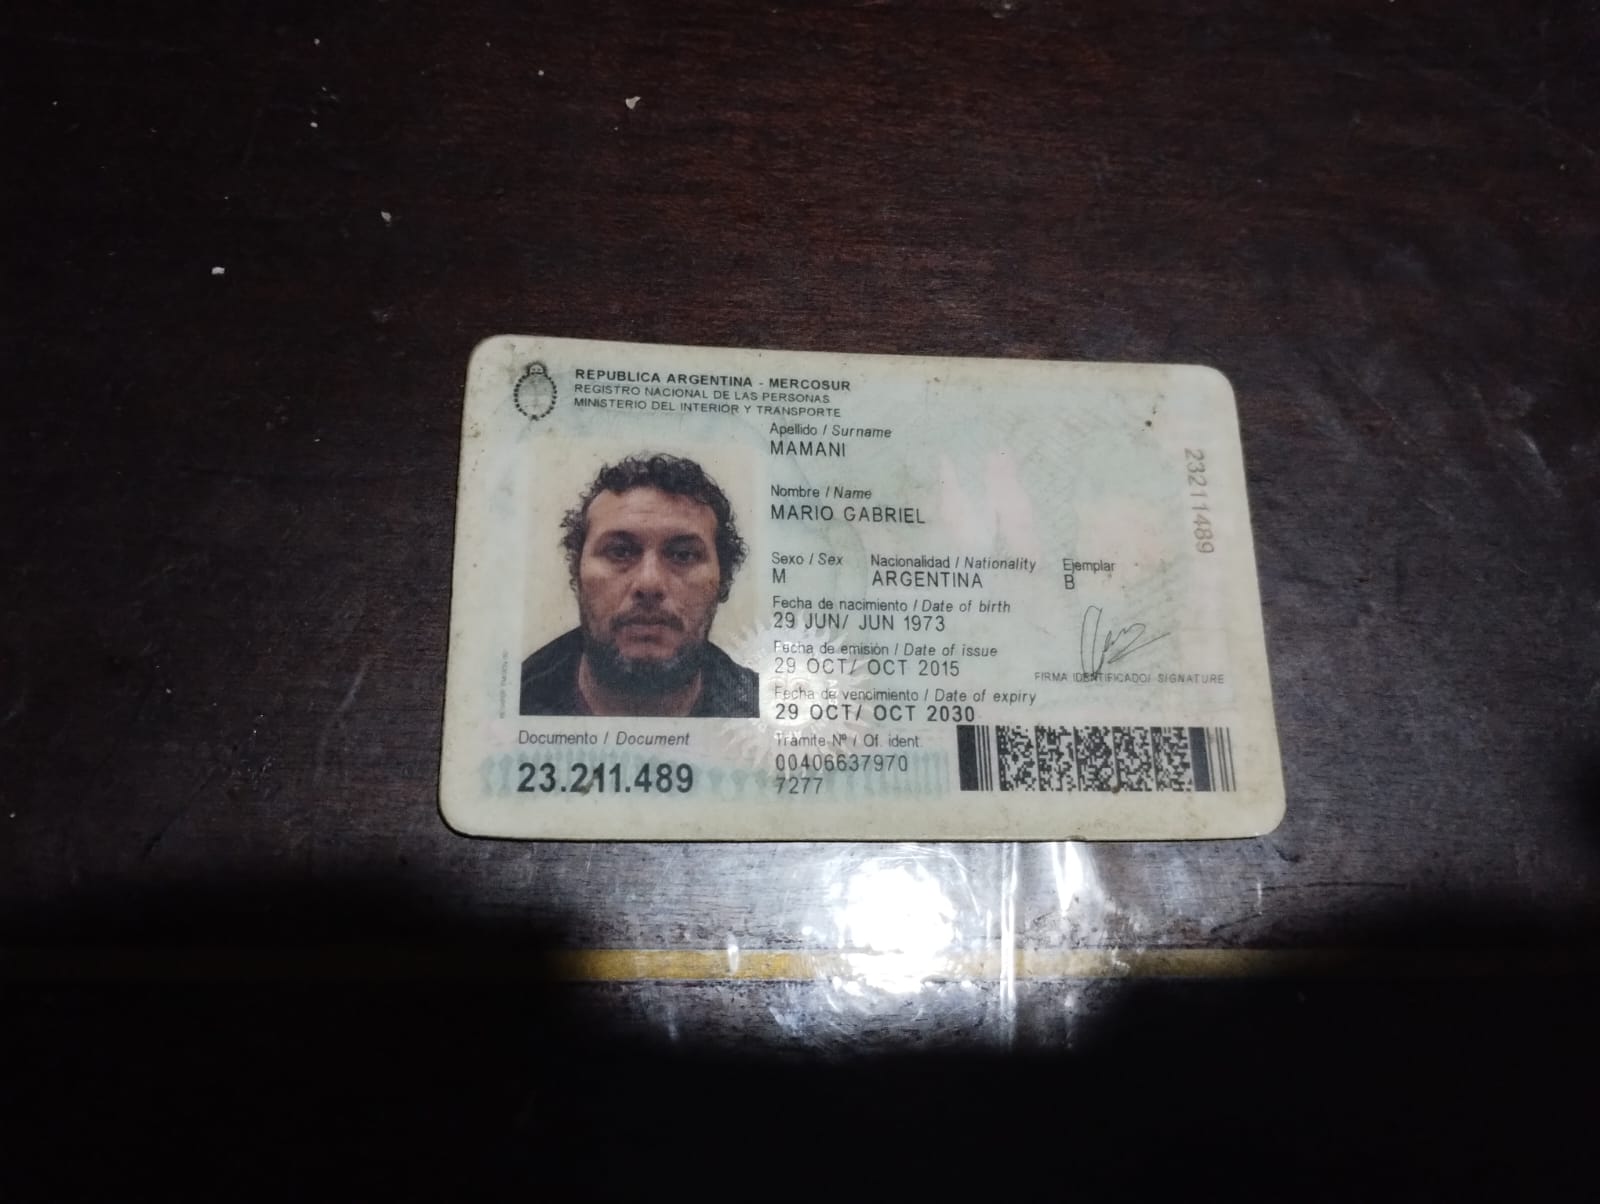 REPUBLICA ARGENTINA - MERCOSUR
REGISTRO NACIONAL DE LAS PERSONAS
MINISTERIO DEL INTERIOR Y TRANSPORTE
Apellido / Surname
MAMANI
Nombre / Name
MARIO GABRIEL
Sexo / Sex Nacionalidad / Nationality Ejemplar
M ARGENTINA B
Fecha de nacimiento / Date of birth
29 JUN/ JUN 1973
Fecha de emisión / Date of issue
29 OCT/ OCT 2015
FIRMA IDENTIFICADO/ SIGNATURE
Fecha de vencimiento / Date of expiry
29 OCT/ OCT 2030
Documento / Document
23.211.489
Trámite Nº / Of. ident.
00406637970
7277
23211489